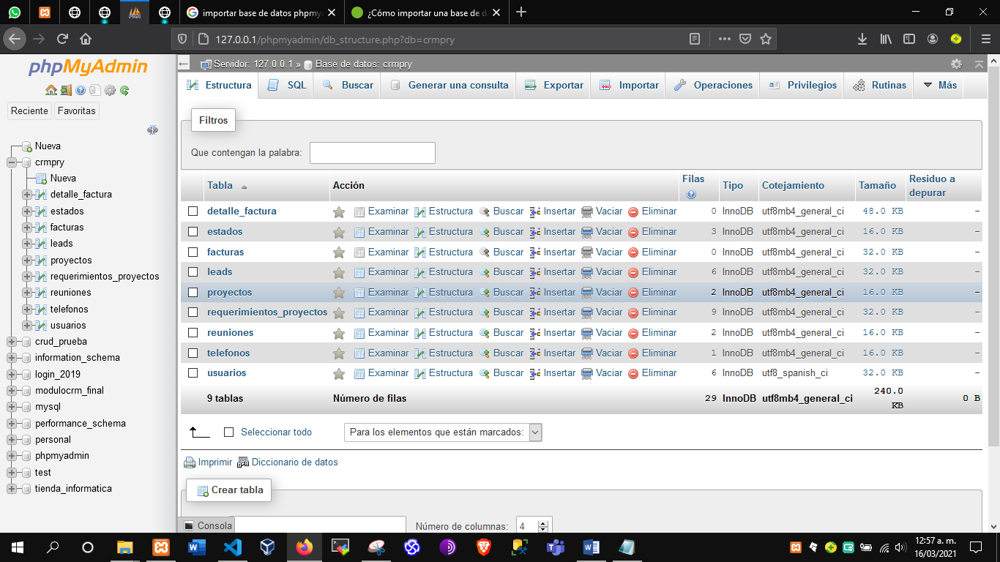 importar base de datos phpmya
¿Cómo importar una base de d
127.0.0.1/phpmyadmin/db_structure.php?db=crmpry
phpMyAdmin
Reciente Favoritas
Nueva
crmpry
Nueva
detalle_factura
estados
facturas
leads
proyectos
requerimientos_proyectos
reuniones
telefonos
usuarios
crud_prueba
information_schema
login_2019
modulocrm_final
mysql
performance_schema
personal
phpmyadmin
test
tienda_informatica
Servidor: 127.0.0.1 » Base de datos: crmpry
Estructura SQL Buscar Generar una consulta Exportar Importar Operaciones Privilegios Rutinas Más
Filtros
Que contengan la palabra:
Tabla Acción Filas Tipo Cotejamiento Tamaño Residuo a depurar
detalle_factura Examinar Estructura Buscar Insertar Vaciar Eliminar 0 InnoDB utf8mb4_general_ci 48.0 KB -
estados Examinar Estructura Buscar Insertar Vaciar Eliminar 3 InnoDB utf8mb4_general_ci 16.0 KB -
facturas Examinar Estructura Buscar Insertar Vaciar Eliminar 0 InnoDB utf8mb4_general_ci 32.0 KB -
leads Examinar Estructura Buscar Insertar Vaciar Eliminar 6 InnoDB utf8mb4_general_ci 32.0 KB -
proyectos Examinar Estructura Buscar Insertar Vaciar Eliminar 2 InnoDB utf8mb4_general_ci 16.0 KB -
requerimientos_proyectos Examinar Estructura Buscar Insertar Vaciar Eliminar 9 InnoDB utf8mb4_general_ci 32.0 KB -
reuniones Examinar Estructura Buscar Insertar Vaciar Eliminar 2 InnoDB utf8mb4_general_ci 16.0 KB -
telefonos Examinar Estructura Buscar Insertar Vaciar Eliminar 1 InnoDB utf8mb4_general_ci 16.0 KB -
usuarios Examinar Estructura Buscar Insertar Vaciar Eliminar 6 InnoDB utf8_spanish_ci 32.0 KB -
9 tablas Número de filas 29 InnoDB utf8mb4_general_ci 240.0 KB 0 B
Seleccionar todo Para los elementos que están marcados:
Imprimir Diccionario de datos
Crear tabla
Consola Número de columnas: 4
12:57 a. m.
16/03/2021